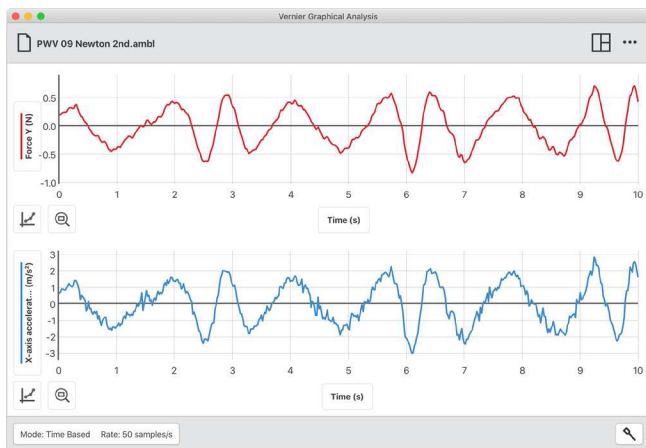 Vernier Graphical Analysis
PWV 09 Newton 2nd.ambl
Force Y (N)
0.5
0.0
-0.5
-1.0
0 1 2 3 4 5 6 7 8 9 10
Time (s)
X-axis accelerat... (m/s²)
3
2
1
0
-1
-2
-3
0 1 2 3 4 5 6 7 8 9 10
Time (s)
Mode: Time Based Rate: 50 samples/s